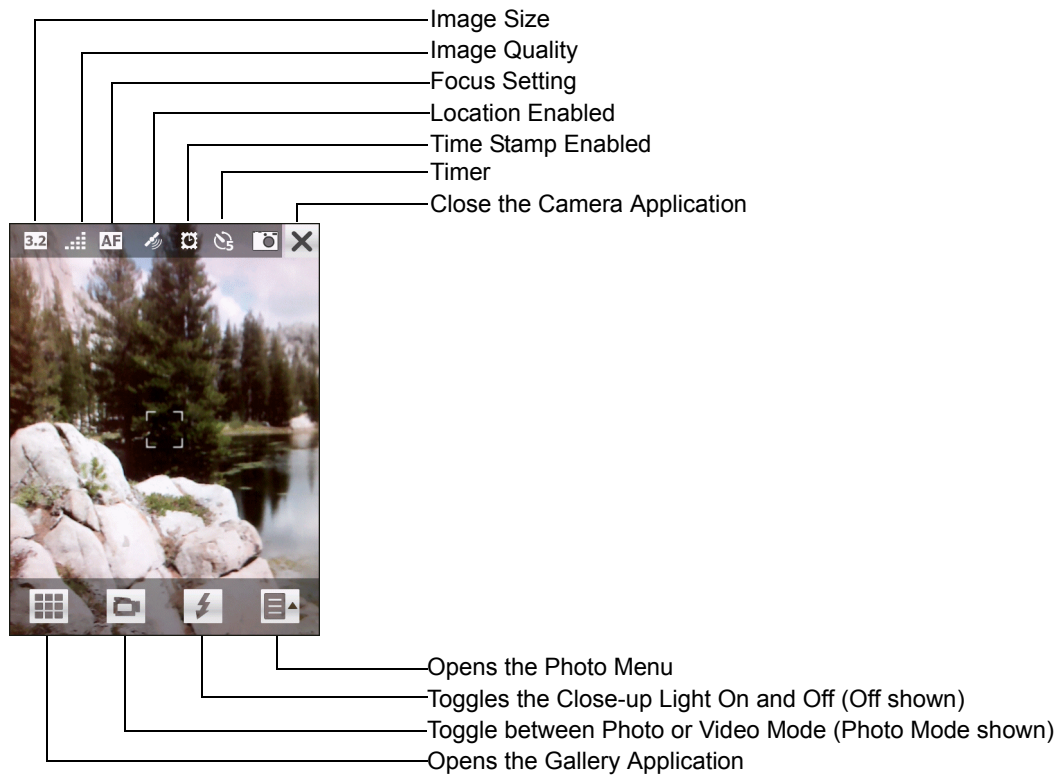 Image Size
Image Quality
Focus Setting
Location Enabled
Time Stamp Enabled
Timer
Close the Camera Application
3.2 AF 5
Opens the Photo Menu
Toggles the Close-up Light On and Off (Off shown)
Toggle between Photo or Video Mode (Photo Mode shown)
Opens the Gallery Application